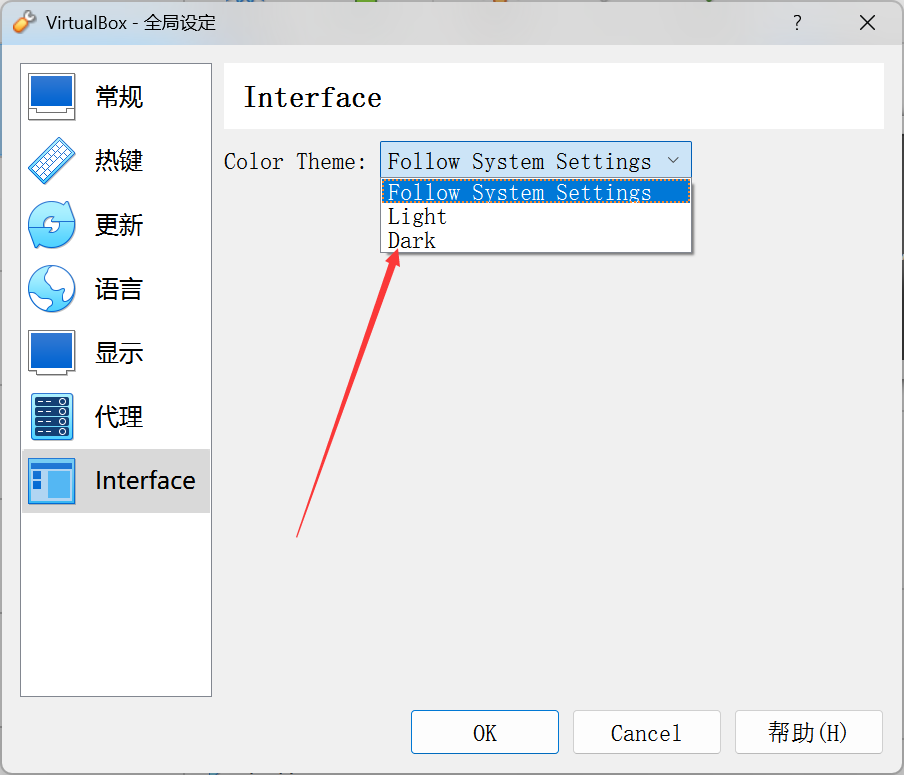 VirtualBox - 全局设定
?
常规
热键
更新
语言
显示
代理
Interface
Interface
Color Theme: Follow System Settings
Follow System Settings
Light
Dark
OK
Cancel
帮助(H)